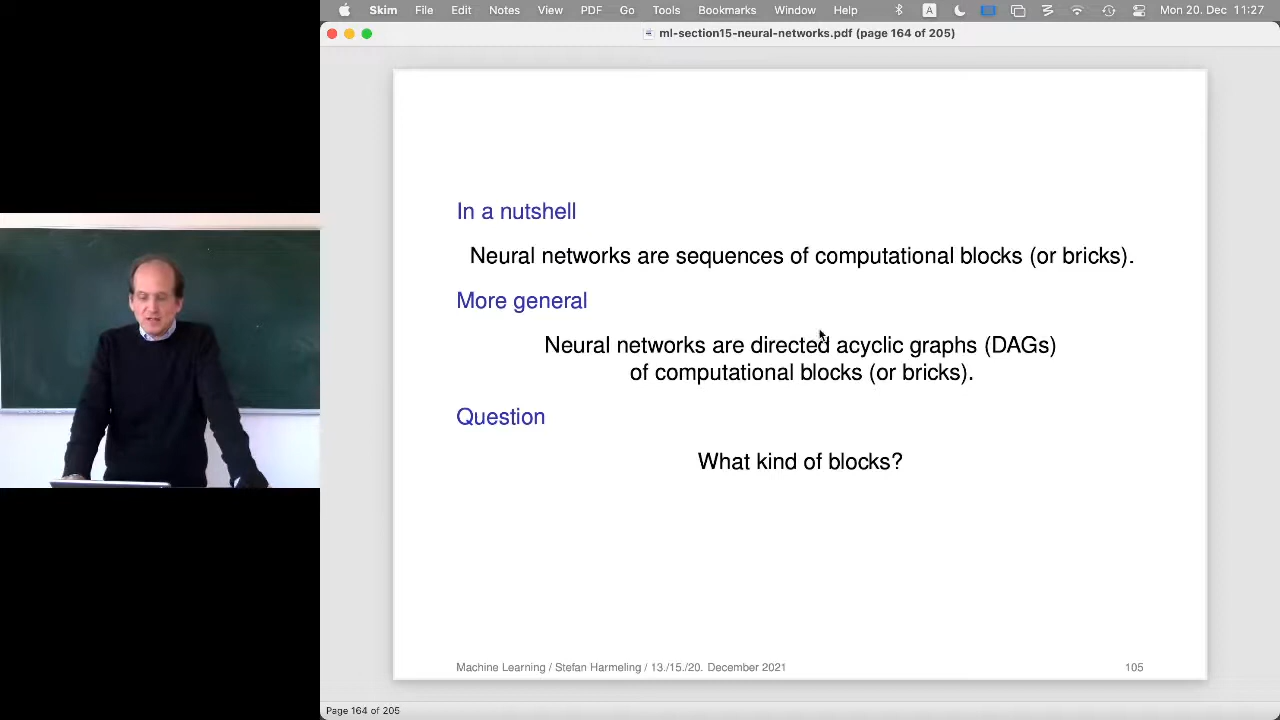 Skim File Edit Notes View PDF Go Tools Bookmarks Window Help A Mon 20. Dec 11:27
ml-section15-neural-networks.pdf (page 164 of 205)
In a nutshell
Neural networks are sequences of computational blocks (or bricks).
More general
Neural networks are directed acyclic graphs (DAGs)
of computational blocks (or bricks).
Question
What kind of blocks?
Machine Learning / Stefan Harmeling / 13./15./20. December 2021 105
Page 164 of 205